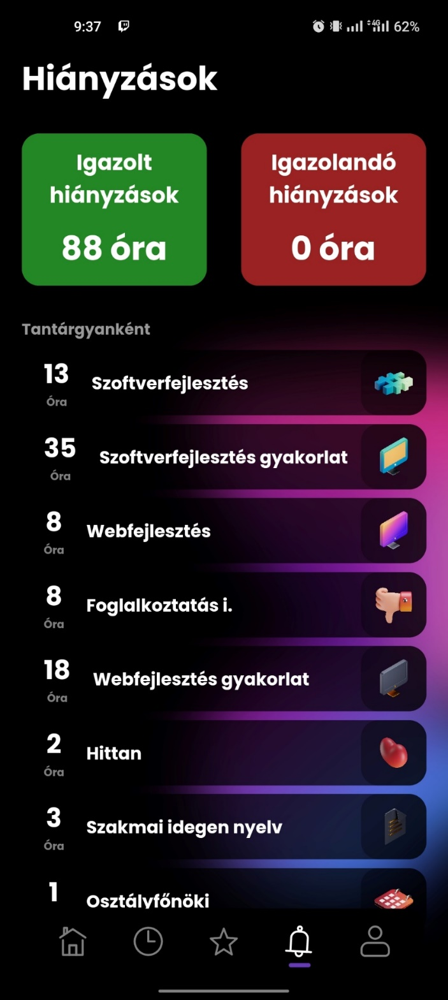 9:37 4G 62%
Hiányzások
Igazolt
hiányzások
88 óra
Igazolandó
hiányzások
0 óra
Tantárgyanként
13
Óra
Szoftverfejlesztés
35
Óra
Szoftverfejlesztés gyakorlat
8
Óra
Webfejlesztés
8
Óra
Foglalkoztatás i.
18
Óra
Webfejlesztés gyakorlat
2
Óra
Hittan
3
Óra
Szakmai idegen nyelv
1
Osztályfőnöki